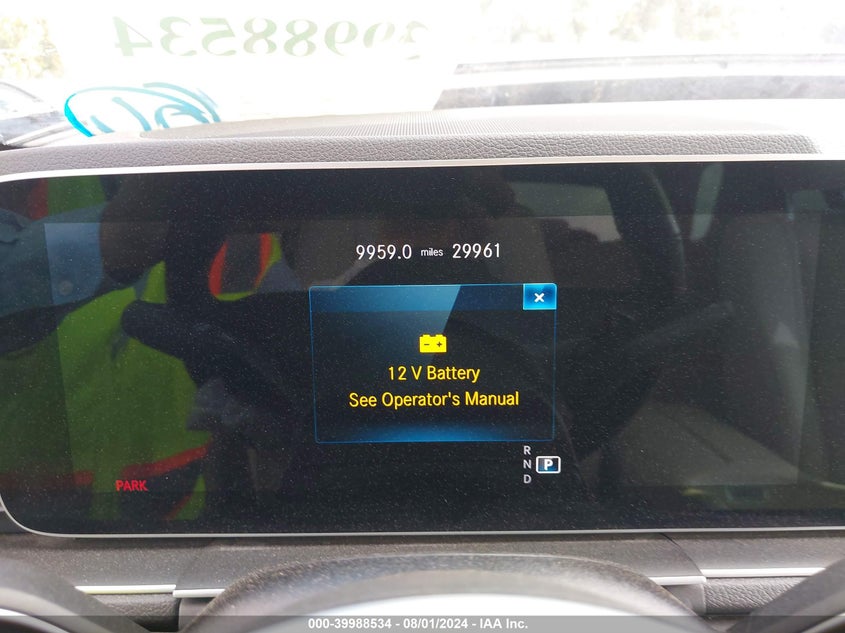 39988534
9959.0 miles 29961
×
12 V Battery
See Operator's Manual
R
N P
D
PARK
000-39988534 - 08/01/2024 - IAA Inc.